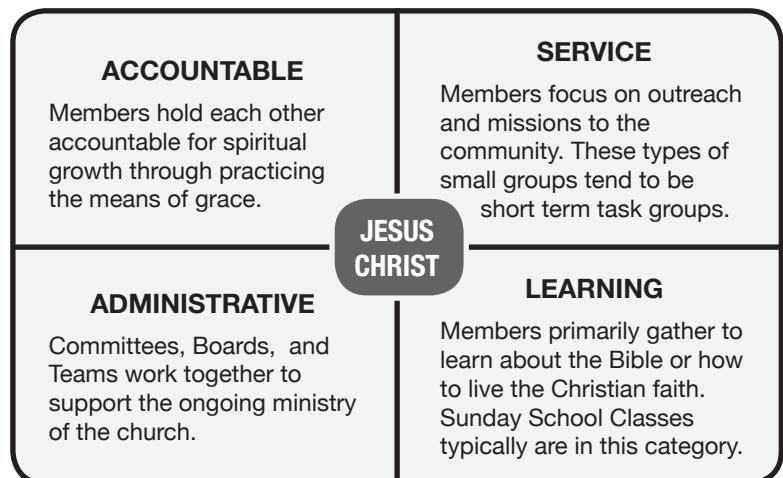 ACCOUNTABLE
Members hold each other
accountable for spiritual
growth through practicing
the means of grace.
SERVICE
Members focus on outreach
and missions to the
community. These types of
small groups tend to be
short term task groups.
JESUS
CHRIST
ADMINISTRATIVE
Committees, Boards, and
Teams work together to
support the ongoing ministry
of the church.
LEARNING
Members primarily gather to
learn about the Bible or how
to live the Christian faith.
Sunday School Classes
typically are in this category.